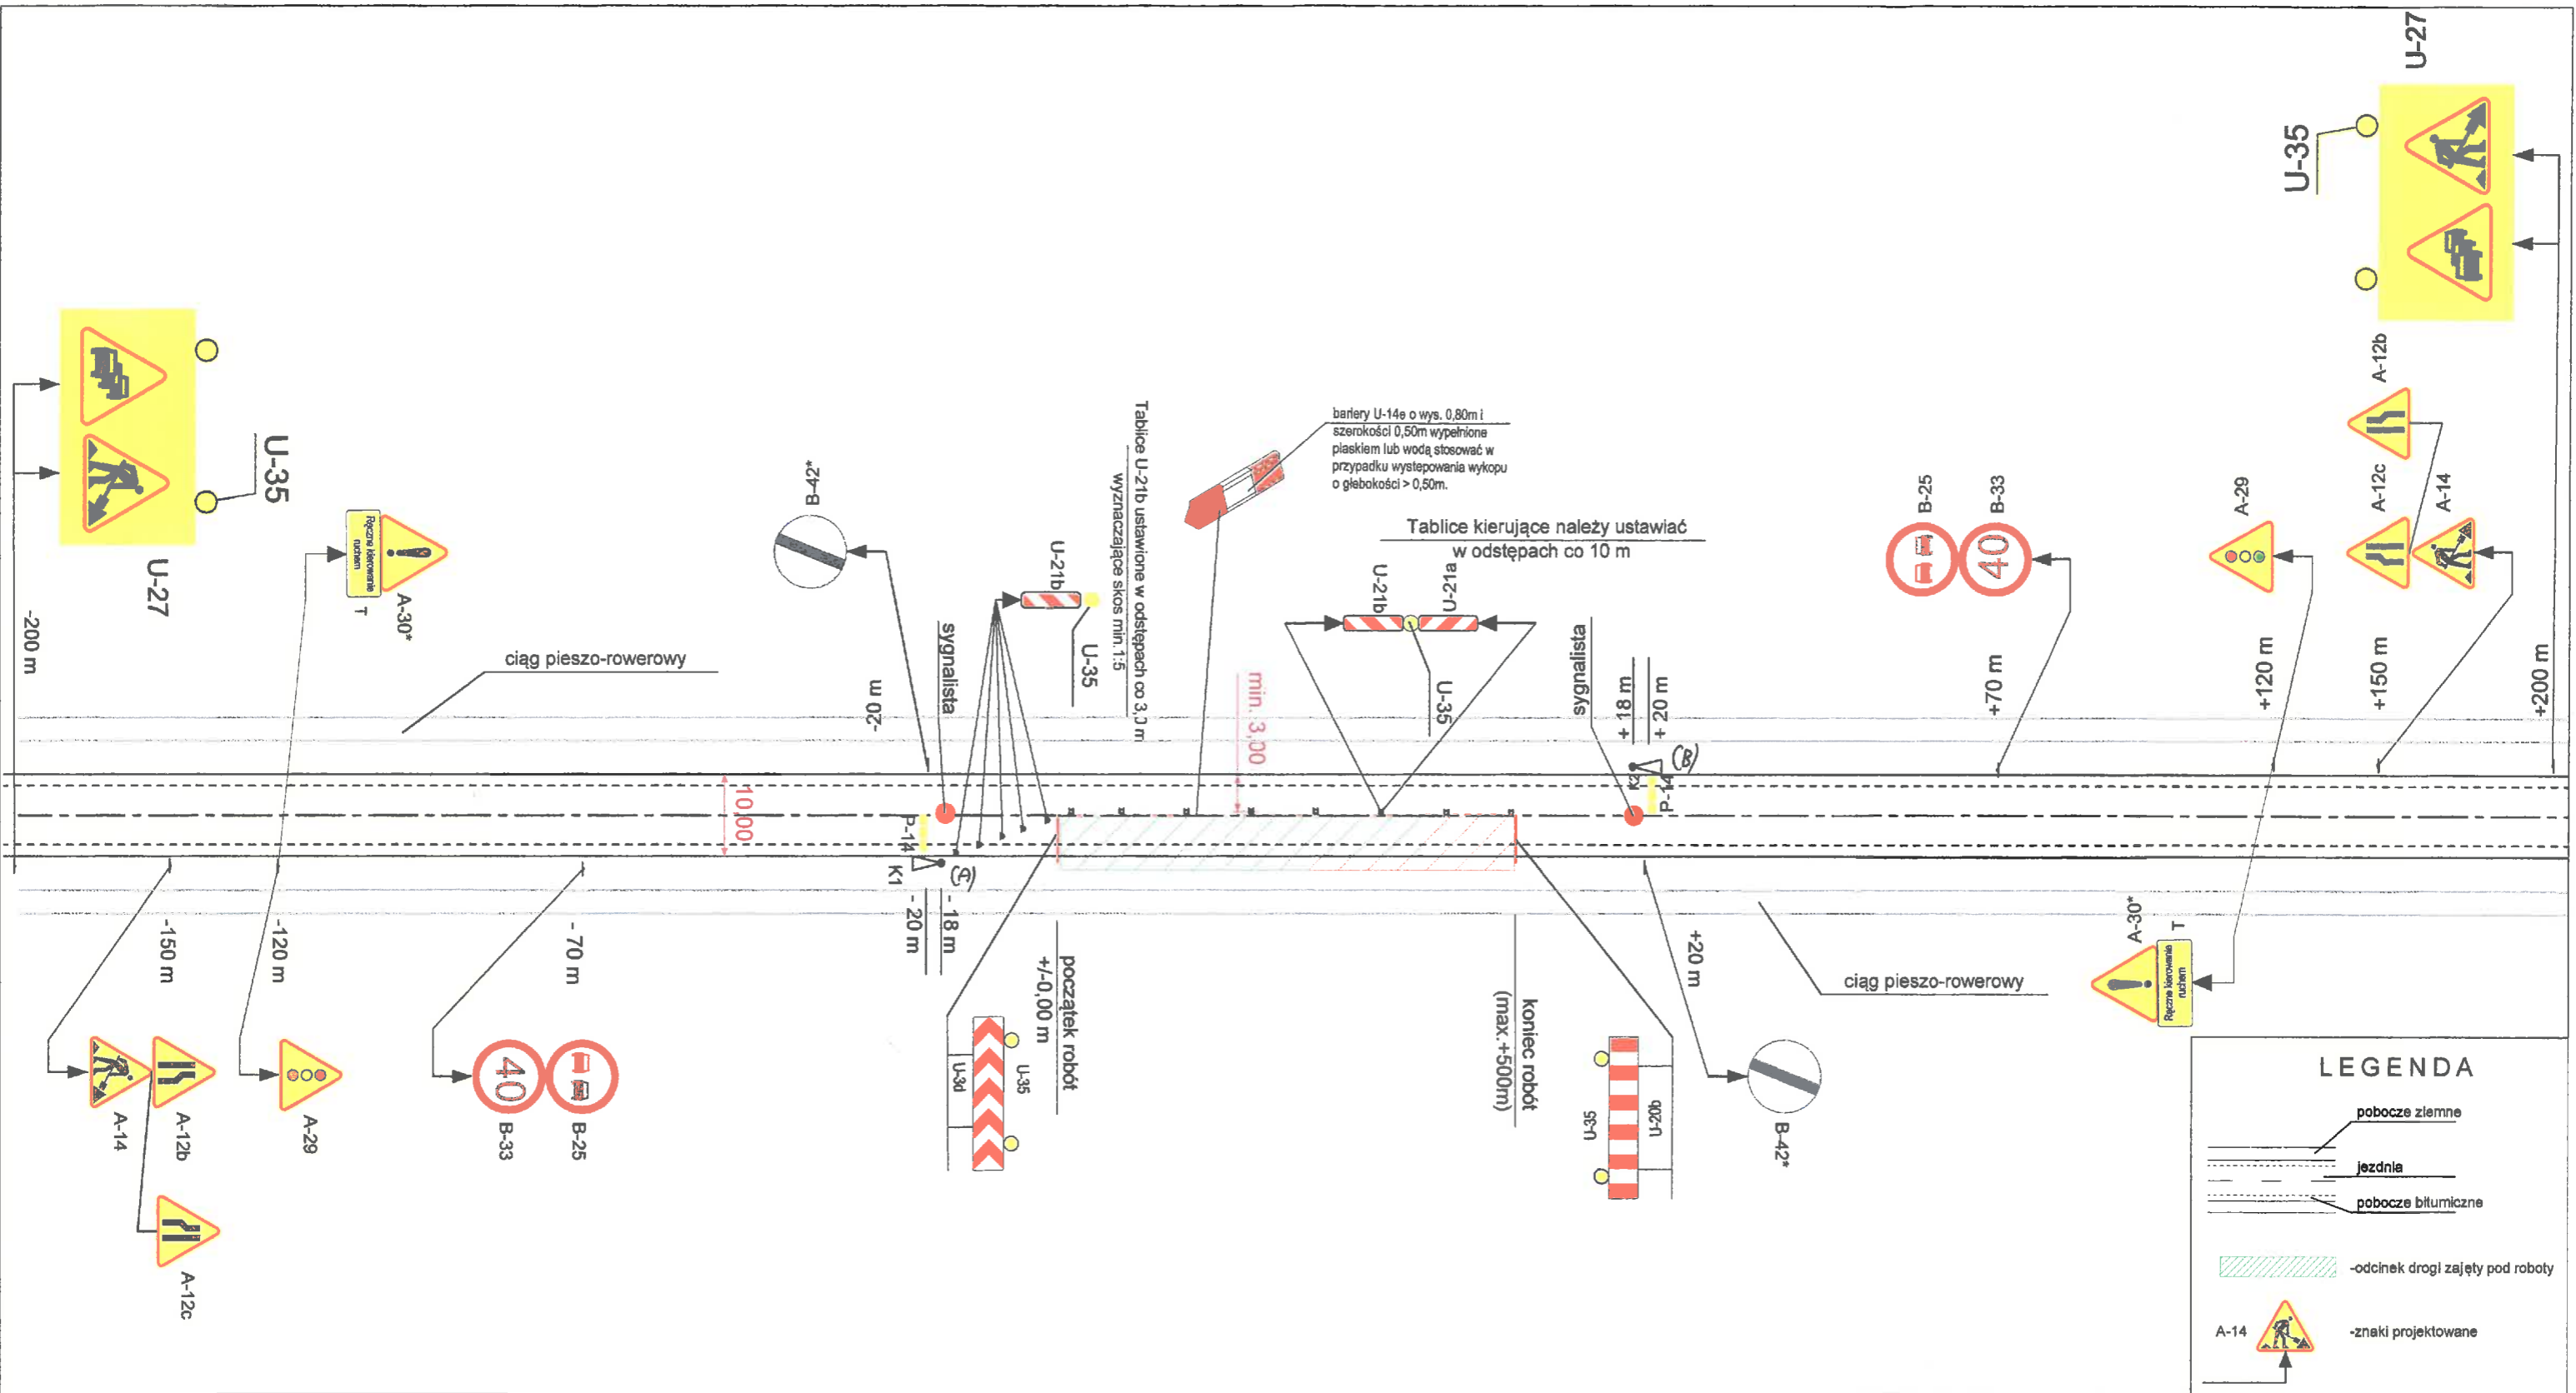 U-27
U-35
A-12b
A-12c
A-14
A-29
B-25
B-33
40
+200 m
+150 m
+120 m
+70 m
bariery U-14e o wys. 0,80m i
szerokości 0,50m wypełnione
piaskiem lub wodą stosować w
przypadku wystepowania wykopu
o głebokości > 0,50m.
Tablice kierujące należy ustawiać
w odstępach co 10 m
U-21b
U-21a
U-35
sygnalista
+ 18 m
+ 20 m
K2
(B)
P-14
min. 3,00
Tablice U-21b ustawione w odstępach co 3,0 m
wyznaczające skos min.1:5
U-21b
U-35
B-42*
sygnalista
-20 m
U-35
U-27
Ręczne kierowanie
ruchem
T
A-30*
-200 m
ciąg pieszo-rowerowy
10,00
P-14
K1
(A)
- 18 m
- 20 m
-150 m
-120 m
- 70 m
A-14
A-12b
A-12c
A-29
40
B-33
B-25
początek robót
+/-0,00 m
U-3d
U-35
koniec robót
(max.+500m)
U-35
U-20b
+20 m
B-42*
ciąg pieszo-rowerowy
A-30*
T
Ręczne kierowanie
ruchem
LEGENDA
pobocze ziemne
jezdnia
pobocze bitumiczne
-odcinek drogi zajęty pod roboty
A-14
-znaki projektowane